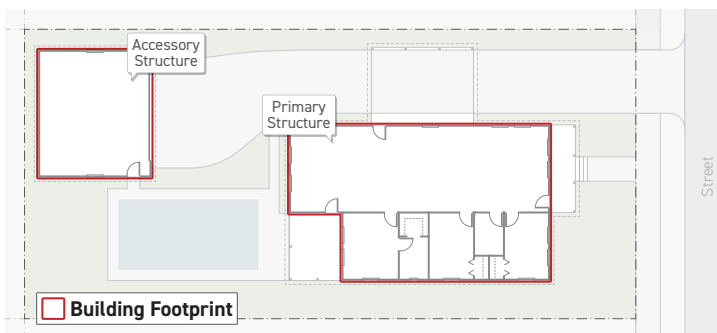 Accessory
Structure
Primary
Structure
Street
Building Footprint